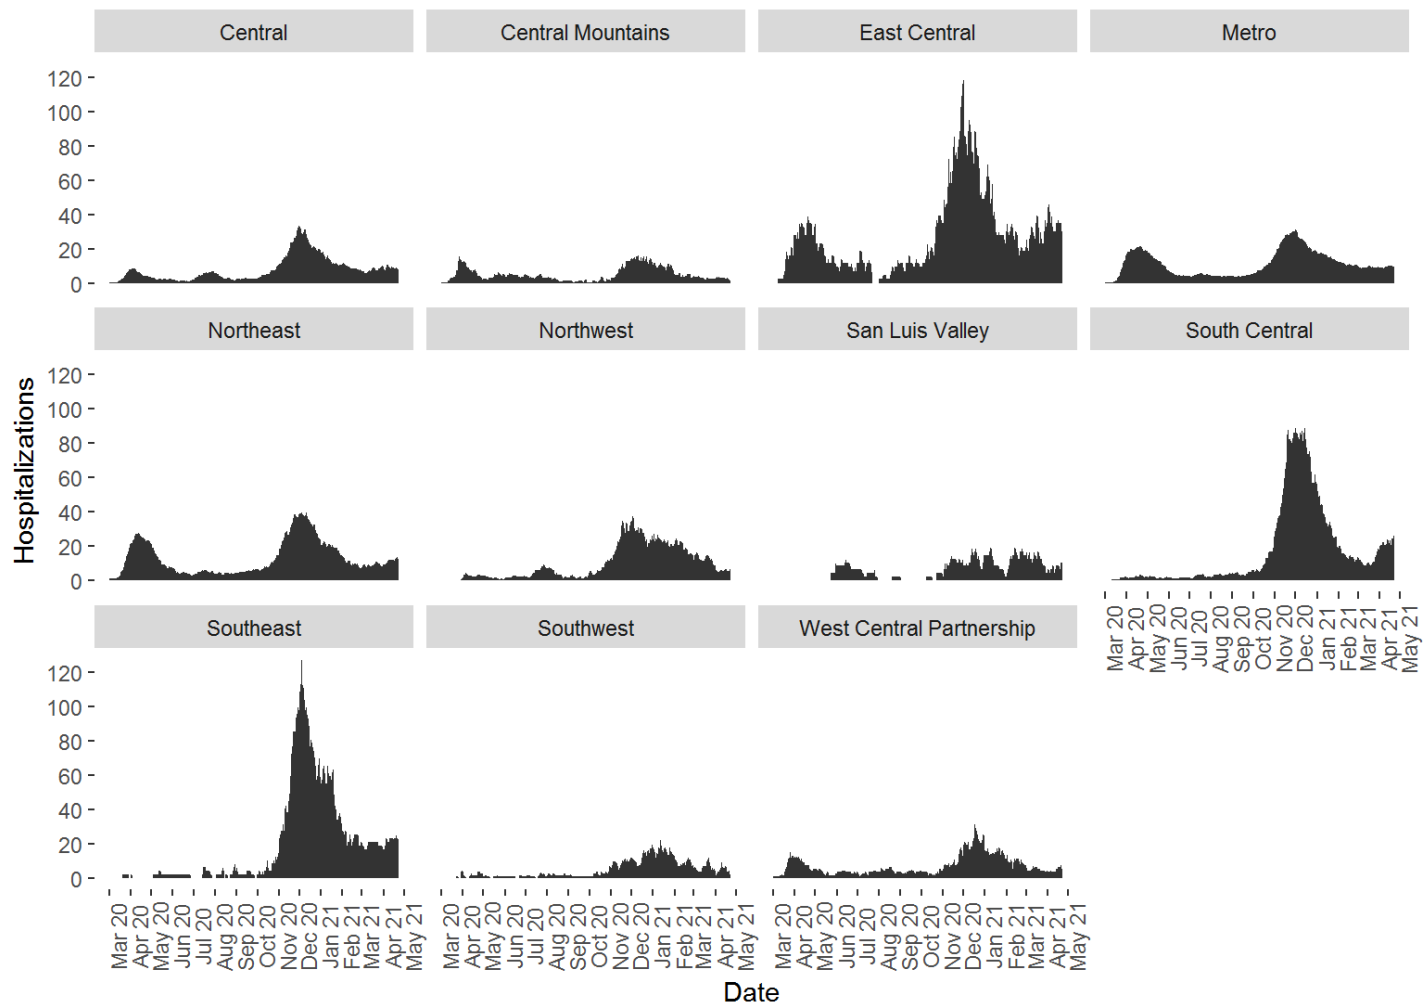 Central Central Mountains East Central Metro
120
100
80
60
40
20
0
Northeast Northwest San Luis Valley South Central
120
100
80
60
40
20
0
Hospitalizations
Mar 20 Apr 20 May 20 Jun 20 Jul 20 Aug 20 Sep 20 Oct 20 Nov 20 Dec 20 Jan 21 Feb 21 Mar 21 Apr 21 May 21
Southeast Southwest West Central Partnership
120
100
80
60
40
20
0
Mar 20 Apr 20 May 20 Jun 20 Jul 20 Aug 20 Sep 20 Oct 20 Nov 20 Dec 20 Jan 21 Feb 21 Mar 21 Apr 21 May 21
Mar 20 Apr 20 May 20 Jun 20 Jul 20 Aug 20 Sep 20 Oct 20 Nov 20 Dec 20 Jan 21 Feb 21 Mar 21 Apr 21 May 21
Mar 20 Apr 20 May 20 Jun 20 Jul 20 Aug 20 Sep 20 Oct 20 Nov 20 Dec 20 Jan 21 Feb 21 Mar 21 Apr 21 May 21
Date